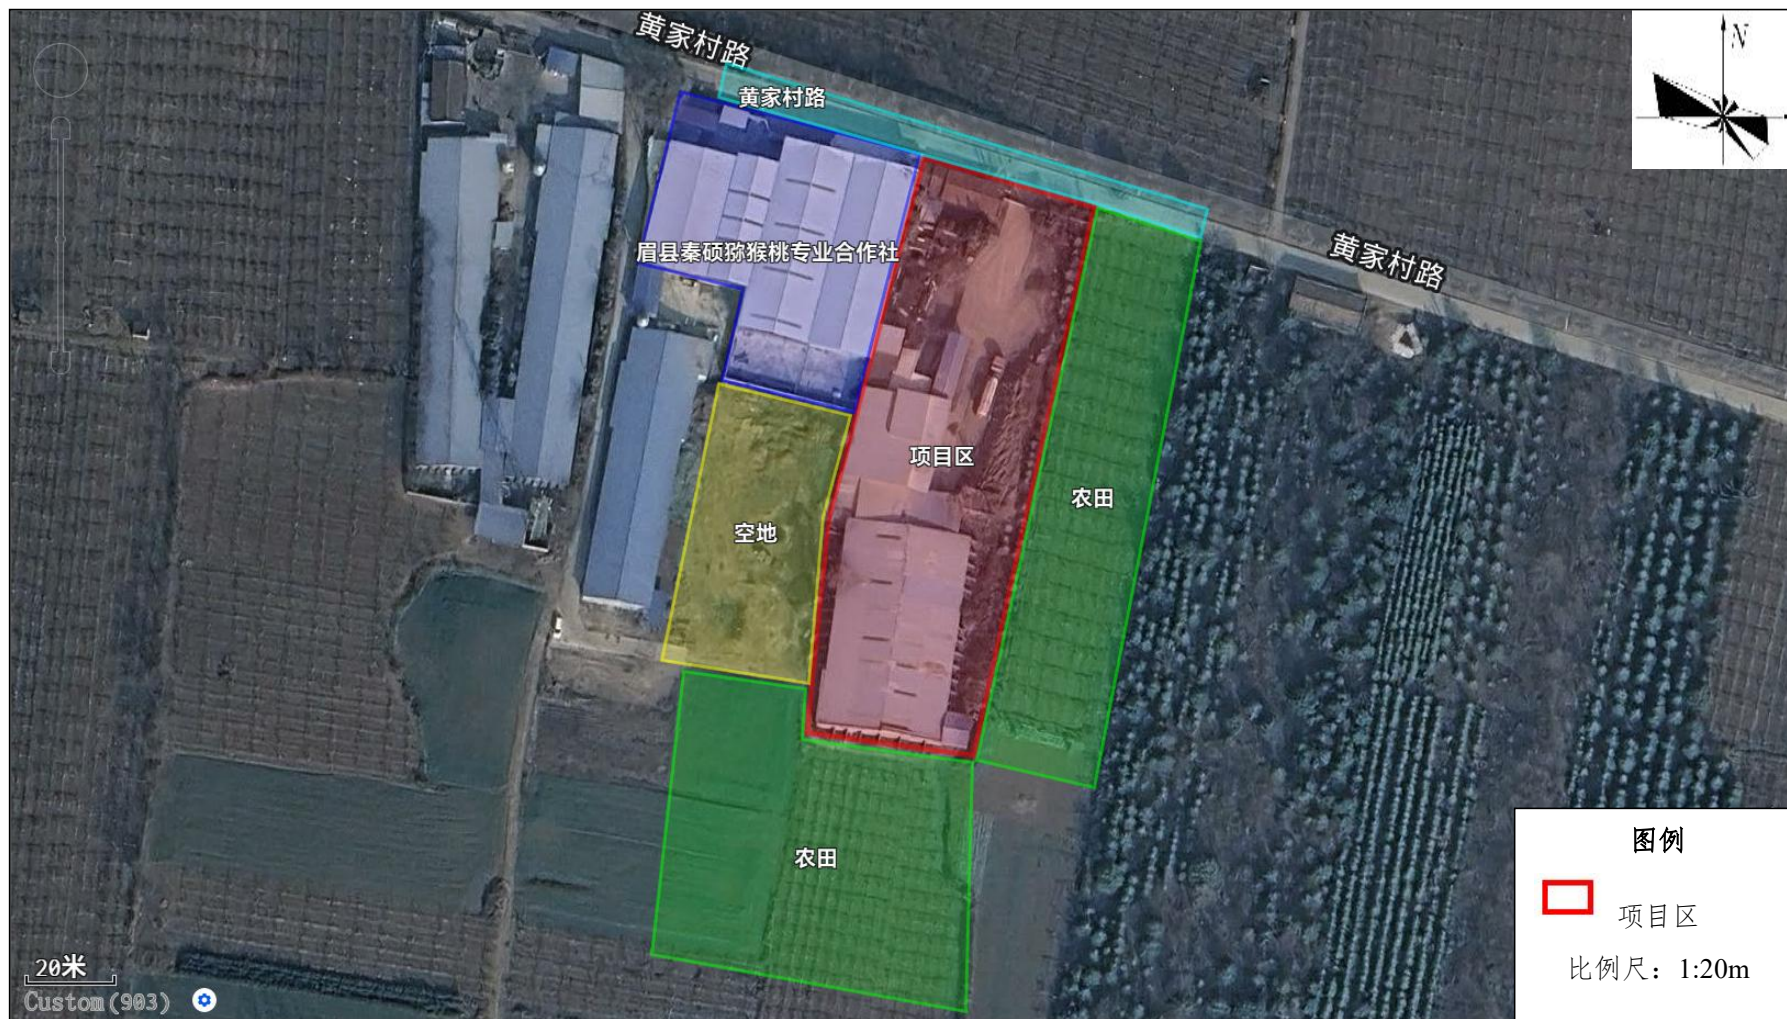 黄家村路
N
黄家村路
眉县秦硕猕猴桃专业合作社
黄家村路
项目区
农田
空地
农田
图例
项目区
比例尺：1:20m
20米
Custom(903)